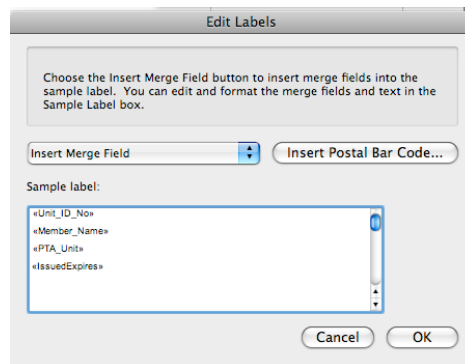 Edit Labels
Choose the Insert Merge Field button to insert merge fields into the
sample label. You can edit and format the merge fields and text in the
Sample Label box.
Insert Merge Field Insert Postal Bar Code...
Sample label:
«Unit_ID_No»
«Member_Name»
«PTA_Unit»
«IssuedExpires»
Cancel OK